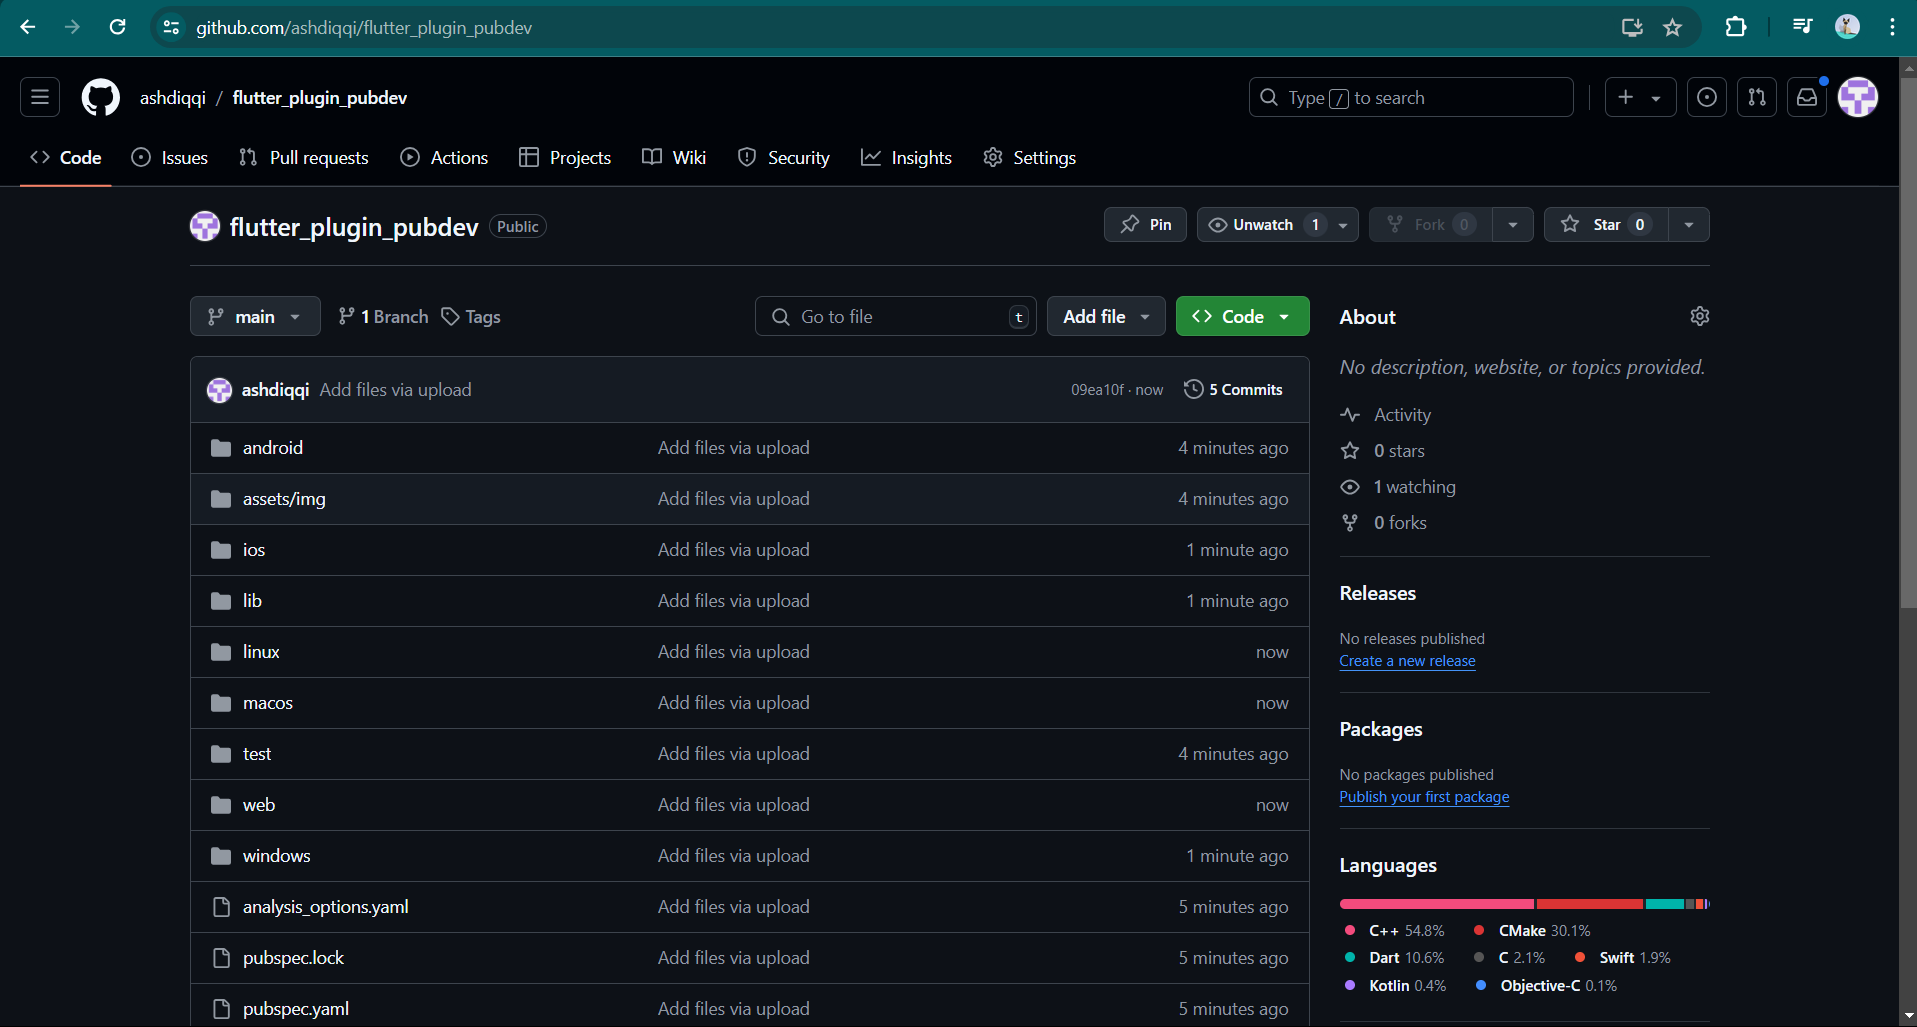 github.com/ashdiqqi/flutter_plugin_pubdev
ashdiqqi / flutter_plugin_pubdev
Type / to search
Code Issues Pull requests Actions Projects Wiki Security Insights Settings
flutter_plugin_pubdev Public
Pin Unwatch 1 Fork 0 Star 0
main 1 Branch Tags Go to file t Add file Code
ashdiqqi Add files via upload 09ea10f · now 5 Commits
android Add files via upload 4 minutes ago
assets/img Add files via upload 4 minutes ago
ios Add files via upload 1 minute ago
lib Add files via upload 1 minute ago
linux Add files via upload now
macos Add files via upload now
test Add files via upload 4 minutes ago
web Add files via upload now
windows Add files via upload 1 minute ago
analysis_options.yaml Add files via upload 5 minutes ago
pubspec.lock Add files via upload 5 minutes ago
pubspec.yaml Add files via upload 5 minutes ago
About
No description, website, or topics provided.
Activity
0 stars
1 watching
0 forks
Releases
No releases published
Create a new release
Packages
No packages published
Publish your first package
Languages
C++ 54.8% CMake 30.1%
Dart 10.6% C 2.1% Swift 1.9%
Kotlin 0.4% Objective-C 0.1%